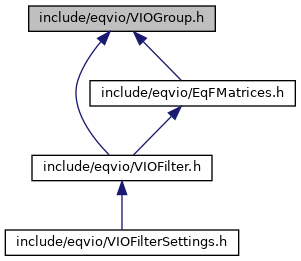 include/eqvio/VIOGroup.h
include/eqvio/EqFMatrices.h
include/eqvio/VIOFilter.h
include/eqvio/VIOFilterSettings.h